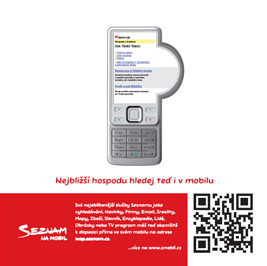 Nejbližší hospodu hledej teď i v mobilu
Své nejoblíbenější služby Seznamu jako
vyhledávání, Novinky, Firmy, Email, Sreality,
Mapy, Zboží, Slovník, Encyklopedie, Lidé,
Obrázky nebo TV program máš teď okamžitě
k dispozici přímo ve svém mobilu na adrese
wap.seznam.cz.
SEZNAM
NA MOBIL
...více na www.smobil.cz